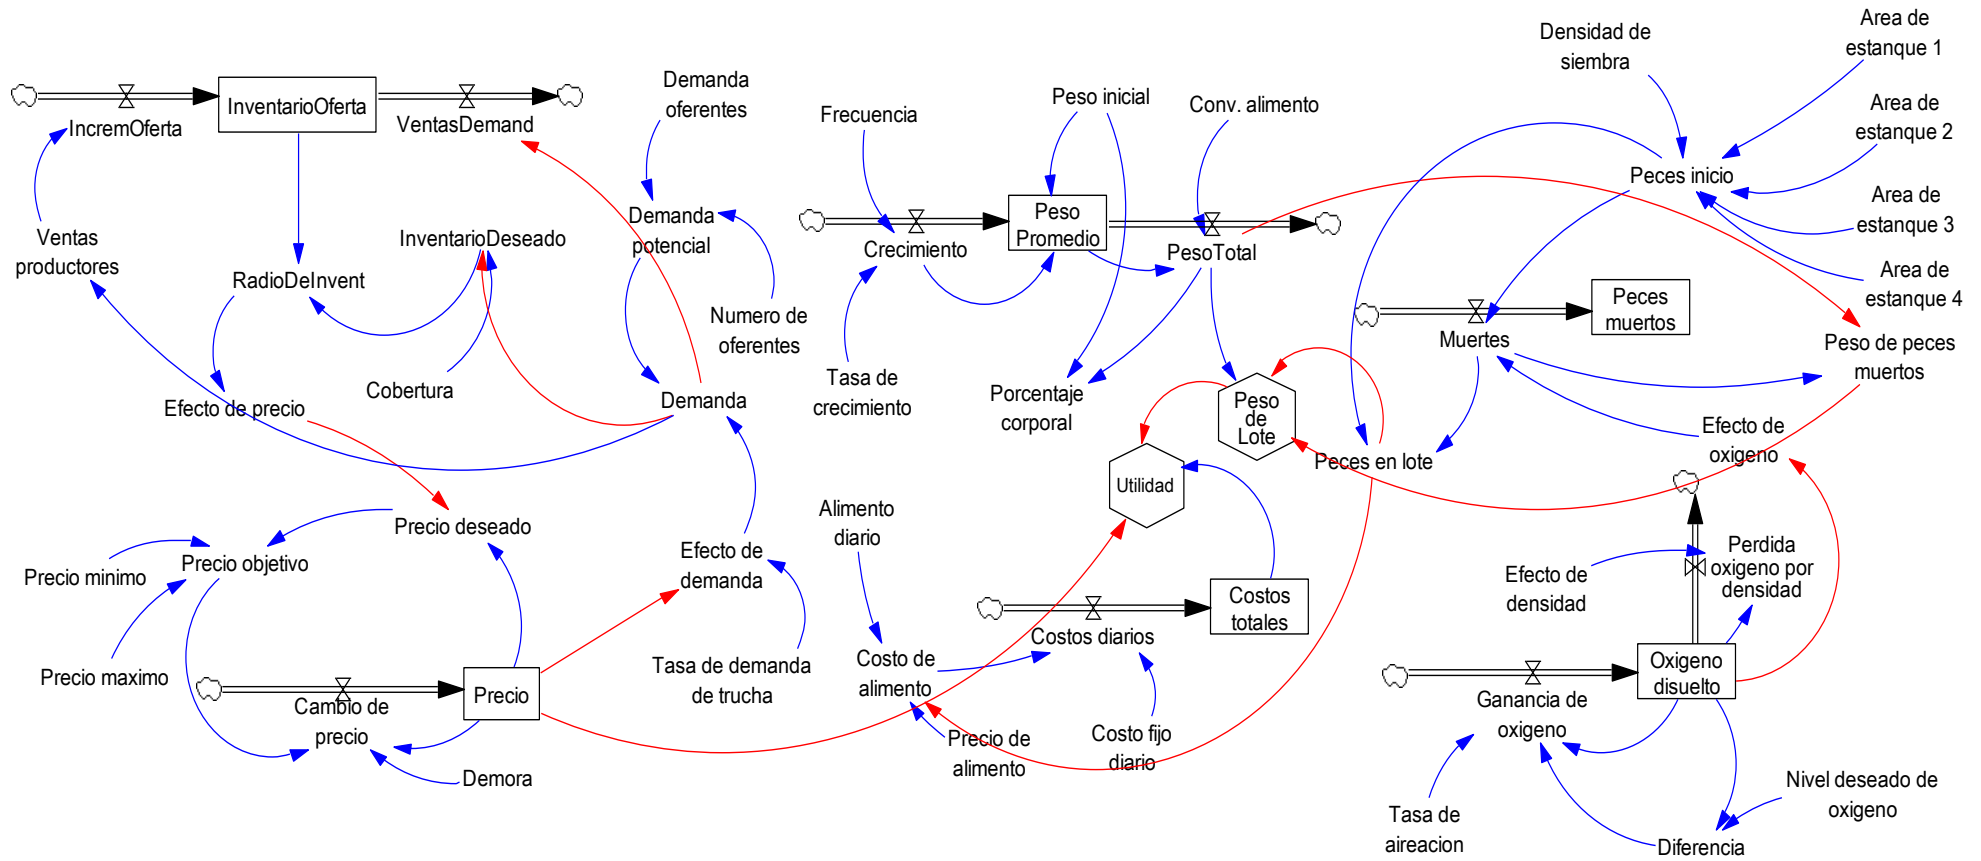 Area de
estanque 1
Densidad de
siembra
Demanda
oferentes
Peso inicial
Conv. alimento
Frecuencia
InventarioOferta
IncremOferta
VentasDemand
Area de
estanque 2
Peces inicio
Area de
estanque 3
Area de
estanque 4
Demanda
potencial
Peso
Promedio
Crecimiento
PesoTotal
Ventas
productores
InventarioDeseado
RadioDeInvent
Numero de
oferentes
Peces
muertos
Muertes
Peso de peces
muertos
Cobertura
Tasa de
crecimiento
Porcentaje
corporal
Efecto de precio
Demanda
Peso
de
Lote
Efecto de
oxigeno
Peces en lote
Utilidad
Alimento
diario
Precio deseado
Precio minimo
Precio objetivo
Efecto de
demanda
Perdida
oxigeno por
densidad
Efecto de
densidad
Costos
totales
Costos diarios
Precio maximo
Tasa de demanda
de trucha
Costo de
alimento
Oxigeno
disuelto
Precio
Cambio de
precio
Ganancia de
oxigeno
Precio de
alimento
Costo fijo
diario
Demora
Nivel deseado de
oxigeno
Tasa de
aireacion
Diferencia